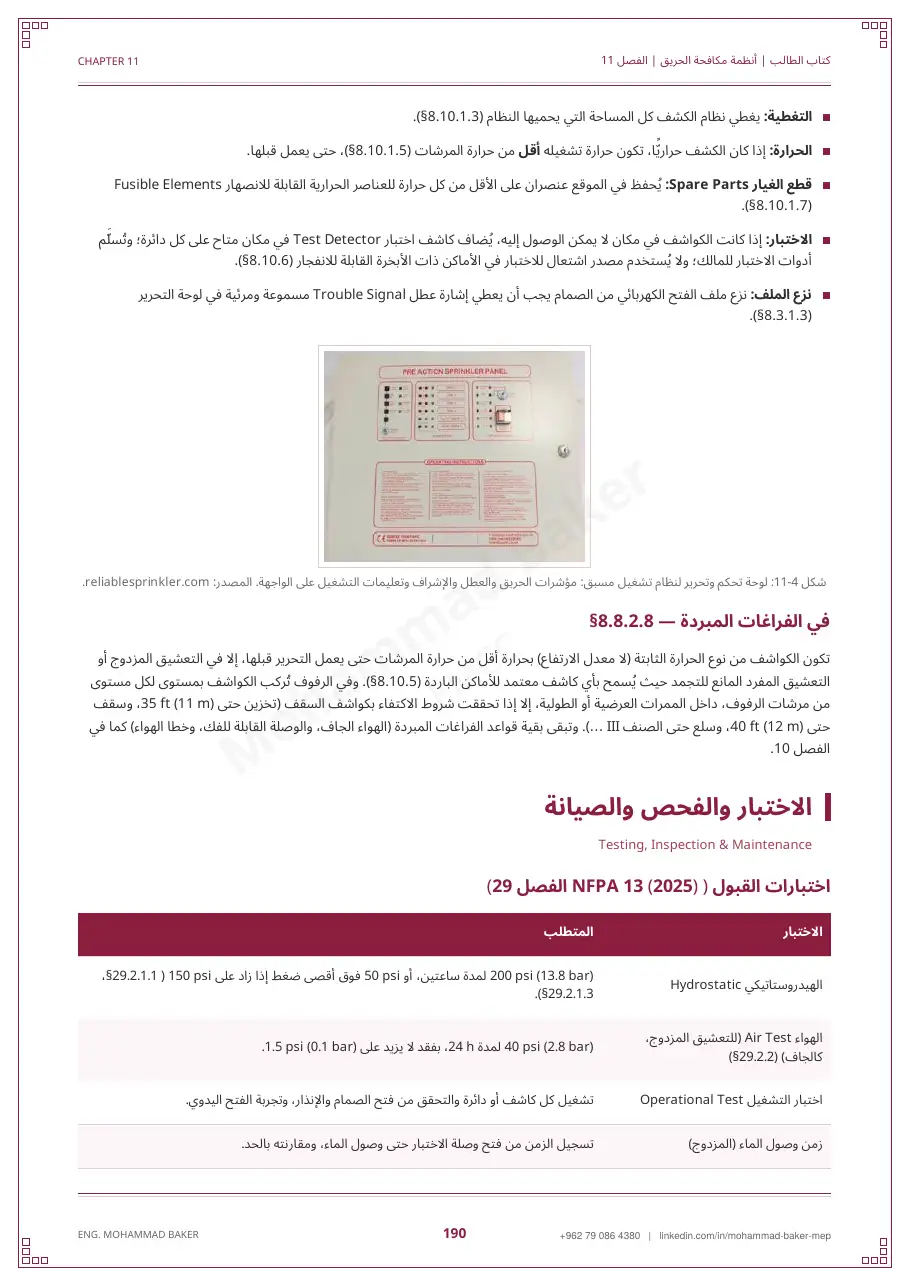 كتاب الطالب | أنظمة مكافحة الحريق | الفصل 11
CHAPTER 11
التغطية: يغطي نظام الكشف كل المساحة التي يحميها النظام (§8.10.1.3).
الحرارة: إذا كان الكشف حراريًّا، تكون حرارة تشغيله أقل من حرارة المرشات (§8.10.1.5)، حتى يعمل قبلها.
قطع الغيار Spare Parts: يُحفظ في الموقع عنصران على الأقل من كل حرارة للعناصر الحرارية القابلة للانصهار Fusible Elements
(§8.10.1.7).
الاختبار: إذا كانت الكواشف في مكان لا يمكن الوصول إليه، يُضاف كاشف اختبار Test Detector في مكان متاح على كل دائرة؛ وتُسلَّم
أدوات الاختبار للمالك؛ ولا يُستخدم مصدر اشتعال للاختبار في الأماكن ذات الأبخرة القابلة للانفجار (§8.10.6).
نزع الملف: نزع ملف الفتح الكهربائي من الصمام يجب أن يعطي إشارة عطل Trouble Signal مسموعة ومرئية في لوحة التحرير
(§8.3.1.3).
PRE ACTION SPRINKLER PANEL
OPERATING INSTRUCTIONS
شكل 4-11: لوحة تحكم وتحرير لنظام تشغيل مسبق: مؤشرات الحريق والعطل والإشراف وتعليمات التشغيل على الواجهة. المصدر: reliablesprinkler.com.
في الفراغات المبردة — §8.8.2.8
تكون الكواشف من نوع الحرارة الثابتة (لا معدل الارتفاع) بحرارة أقل من حرارة المرشات حتى يعمل التحرير قبلها، إلا في التعشيق المزدوج أو
التعشيق المفرد المانع للتجمد حيث يُسمح بأي كاشف معتمد للأماكن الباردة (§8.10.5). وفي الرفوف تُركب الكواشف بمستوى لكل مستوى
من مرشات الرفوف، داخل الممرات العرضية أو الطولية، إلا إذا تحققت شروط الاكتفاء بكواشف السقف (تخزين حتى 35 ft (11 m)، وسقف
حتى 40 ft (12 m)، وسلع حتى الصنف III …). وتبقى بقية قواعد الفراغات المبردة (الهواء الجاف، والوصلة القابلة للفك، وخطا الهواء) كما في
الفصل 10.
Mohammad Baker
الاختبار والفحص والصيانة
Testing, Inspection & Maintenance
اختبارات القبول ( NFPA 13 (2025) الفصل 29)
الاختبار
المتطلب
الهيدروستاتيكي Hydrostatic
200 psi (13.8 bar) لمدة ساعتين، أو 50 psi فوق أقصى ضغط إذا زاد على 150 psi ( §29.2.1.1،
§29.2.1.3).
الهواء Air Test (للتعشيق المزدوج،
كالجاف) (§29.2.2)
40 psi (2.8 bar) لمدة 24 h، بفقد لا يزيد على 1.5 psi (0.1 bar).
اختبار التشغيل Operational Test
تشغيل كل كاشف أو دائرة والتحقق من فتح الصمام والإنذار، وتجربة الفتح اليدوي.
زمن وصول الماء (المزدوج)
تسجيل الزمن من فتح وصلة الاختبار حتى وصول الماء، ومقارنته بالحد.
ENG. MOHAMMAD BAKER
190
+962 79 086 4380 | linkedin.com/in/mohammad-baker-mep